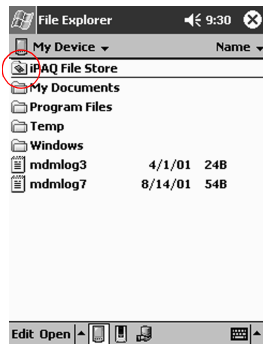 File Explorer 9:30
My Device Name
iPAQ File Store
My Documents
Program Files
Temp
Windows
mdmlog3 4/1/01 24B
mdmlog7 8/14/01 54B
Edit Open